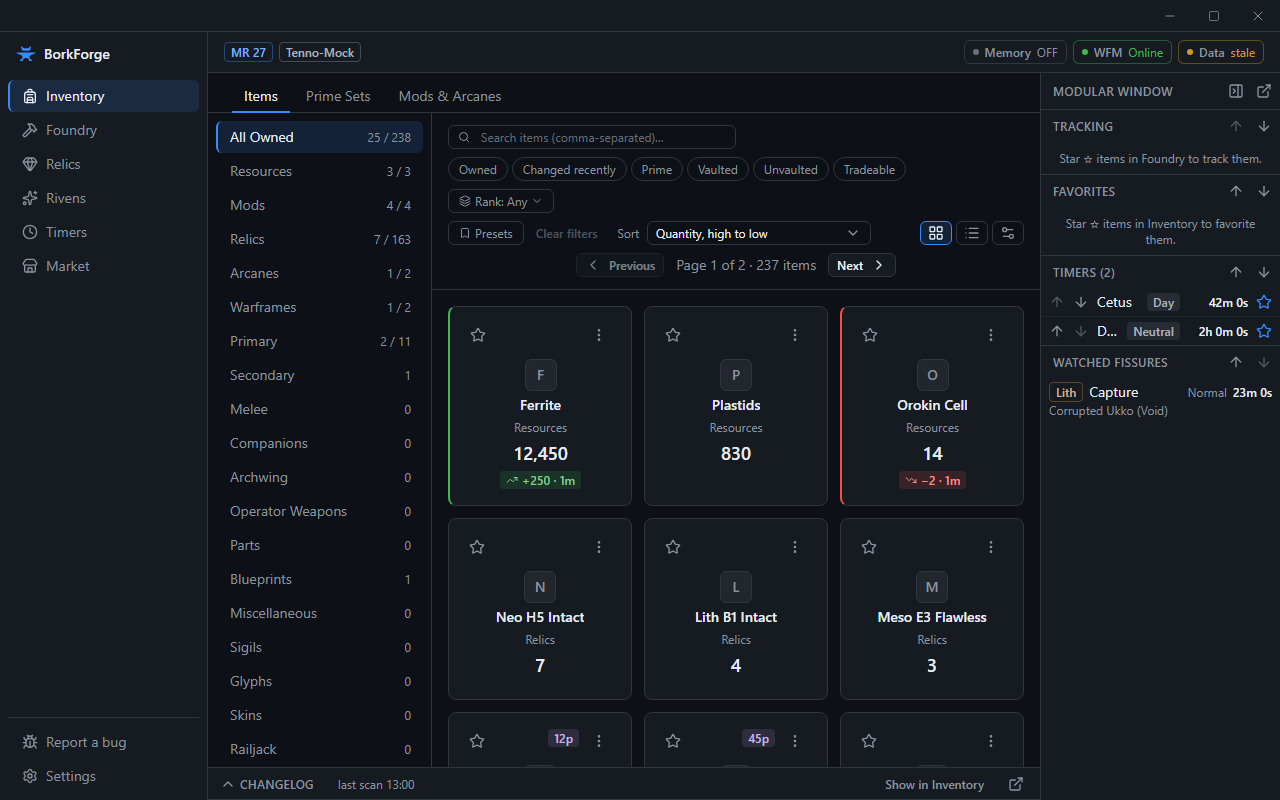 BorkForge
MR 27 Tenno-Mock
Memory OFF WFM Online Data stale
Inventory
Foundry
Relics
Rivens
Timers
Market
Report a bug
Settings
Items Prime Sets Mods & Arcanes
All Owned 25 / 238
Resources 3 / 3
Mods 4 / 4
Relics 7 / 163
Arcanes 1 / 2
Warframes 1 / 2
Primary 2 / 11
Secondary 1
Melee 0
Companions 0
Archwing 0
Operator Weapons 0
Parts 0
Blueprints 1
Miscellaneous 0
Sigils 0
Glyphs 0
Skins 0
Railjack 0
Search items (comma-separated)...
Owned Changed recently Prime Vaulted Unvaulted Tradeable
Rank: Any
Presets Clear filters Sort Quantity, high to low
Previous Page 1 of 2 · 237 items Next
F
Ferrite
Resources
12,450
+250 · 1m
P
Plastids
Resources
830
O
Orokin Cell
Resources
14
−2 · 1m
N
Neo H5 Intact
Relics
7
L
Lith B1 Intact
Relics
4
M
Meso E3 Flawless
Relics
3
12p
45p
MODULAR WINDOW
TRACKING
Star ☆ items in Foundry to track them.
FAVORITES
Star ☆ items in Inventory to favorite
them.
TIMERS (2)
Cetus Day 42m 0s
D... Neutral 2h 0m 0s
WATCHED FISSURES
Lith Capture Normal 23m 0s
Corrupted Ukko (Void)
CHANGELOG last scan 13:00 Show in Inventory